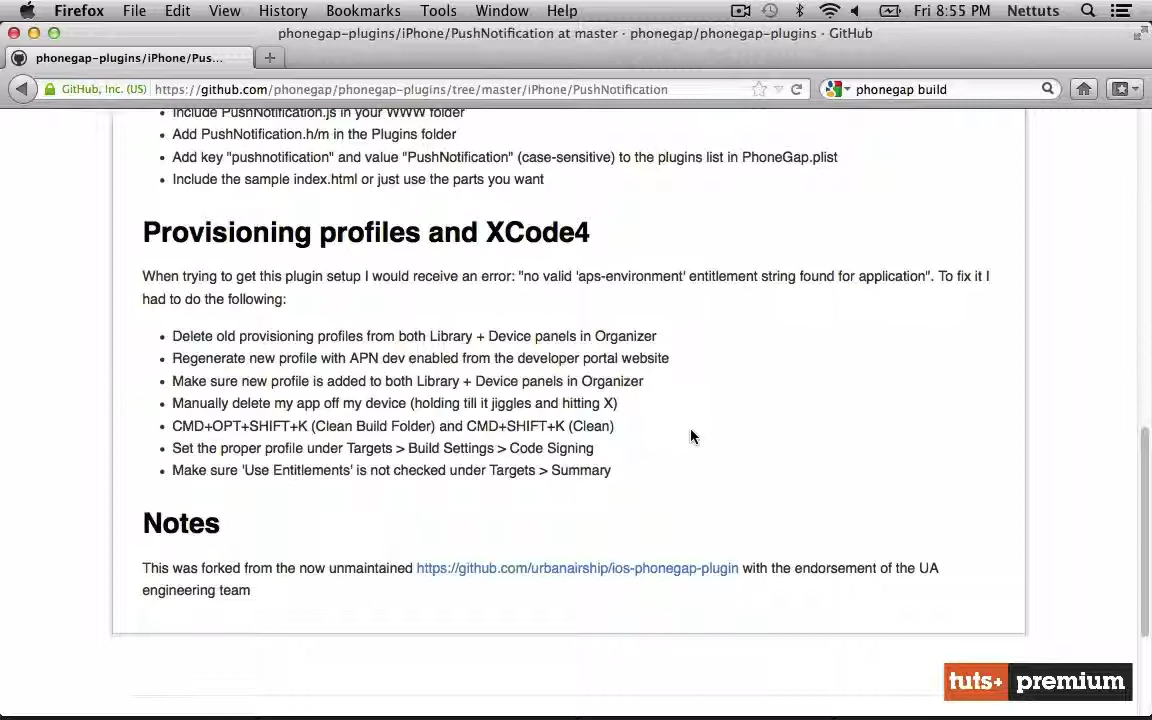 Firefox File Edit View History Bookmarks Tools Window Help Fri 8:55 PM Nettuts
phonegap-plugins/iPhone/PushNotification at master · phonegap/phonegap-plugins · GitHub
phonegap-plugins/iPhone/Pus...
GitHub, Inc. (US) https://github.com/phonegap/phonegap-plugins/tree/master/iPhone/PushNotification phonegap build
• Include PushNotification.js in your WWW folder
• Add PushNotification.h/m in the Plugins folder
• Add key "pushnotification" and value "PushNotification" (case-sensitive) to the plugins list in PhoneGap.plist
• Include the sample index.html or just use the parts you want
Provisioning profiles and XCode4
When trying to get this plugin setup I would receive an error: "no valid 'aps-environment' entitlement string found for application". To fix it I
had to do the following:
• Delete old provisioning profiles from both Library + Device panels in Organizer
• Regenerate new profile with APN dev enabled from the developer portal website
• Make sure new profile is added to both Library + Device panels in Organizer
• Manually delete my app off my device (holding till it jiggles and hitting X)
• CMD+OPT+SHIFT+K (Clean Build Folder) and CMD+SHIFT+K (Clean)
• Set the proper profile under Targets > Build Settings > Code Signing
• Make sure 'Use Entitlements' is not checked under Targets > Summary
Notes
This was forked from the now unmaintained https://github.com/urbanairship/ios-phonegap-plugin with the endorsement of the UA
engineering team
tuts+ premium